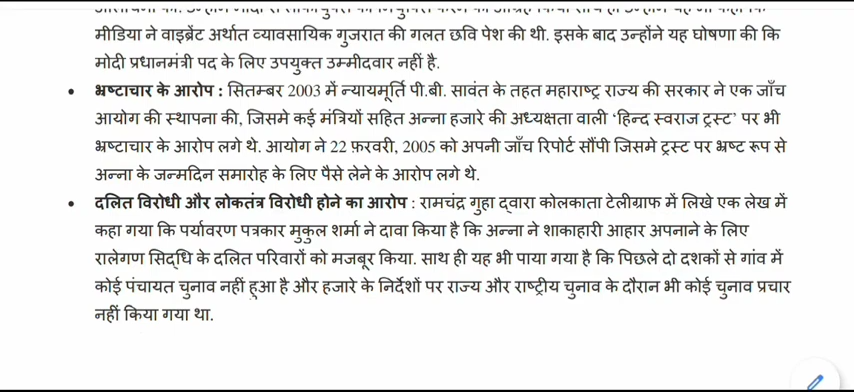 मीडिया ने वाइब्रेंट अर्थात व्यावसायिक गुजरात की गलत छवि पेश की थी. इसके बाद उन्होंने यह घोषणा की कि
मोदी प्रधानमंत्री पद के लिए उपयुक्त उम्मीदवार नहीं है.
• भ्रष्टाचार के आरोप : सितम्बर 2003 में न्यायमूर्ति पी.बी. सावंत के तहत महाराष्ट्र राज्य की सरकार ने एक जाँच
आयोग की स्थापना की, जिसमे कई मंत्रियों सहित अन्ना हजारे की अध्यक्षता वाली ‘हिन्द स्वराज ट्रस्ट’ पर भी
भ्रष्टाचार के आरोप लगे थे. आयोग ने 22 फ़रवरी, 2005 को अपनी जाँच रिपोर्ट सौंपी जिसमे ट्रस्ट पर भ्रष्ट रूप से
अन्ना के जन्मदिन समारोह के लिए पैसे लेने के आरोप लगे थे.
• दलित विरोधी और लोकतंत्र विरोधी होने का आरोप : रामचंद्र गुहा द्वारा कोलकाता टेलीग्राफ में लिखे एक लेख में
कहा गया कि पर्यावरण पत्रकार मुकुल शर्मा ने दावा किया है कि अन्ना ने शाकाहारी आहार अपनाने के लिए
रालेगण सिद्धि के दलित परिवारों को मजबूर किया. साथ ही यह भी पाया गया है कि पिछले दो दशकों से गांव में
कोई पंचायत चुनाव नहीं हुआ है और हजारे के निर्देशों पर राज्य और राष्ट्रीय चुनाव के दौरान भी कोई चुनाव प्रचार
नहीं किया गया था.